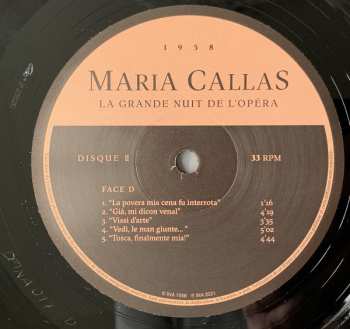 1958
MARIA CALLAS
LA GRANDE NUIT DE L'OPÉRA
DISQUE 2 33 RPM
FACE D
1. "La povera mia cena fu interrotta" 1'16
2. "Già, mi dicon venal" 4'19
3. "Vissi d'arte" 3'35
4. "Vedi, le man giunte..." 5'02
5. "Tosca, finalmente mia!" 4'44